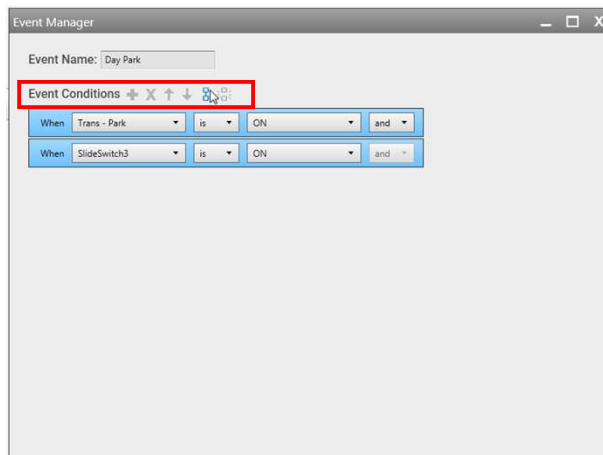 Event Manager
Event Name: Day Park
Event Conditions
When Trans - Park is ON and
When SlideSwitch3 is ON and